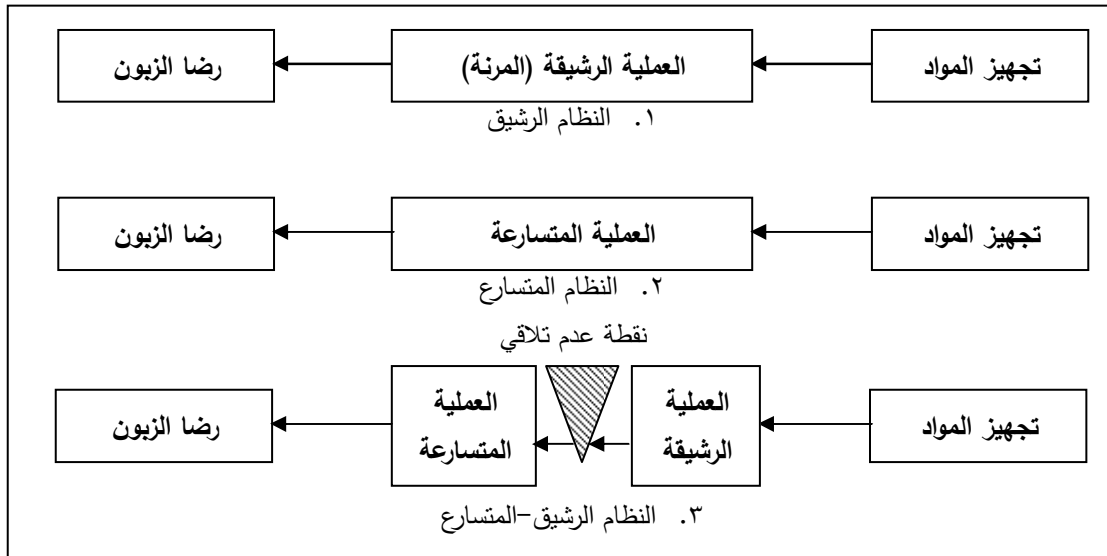 تجهيز المواد
العملية الرشيقة (المرنة)
رضا الزبون
١. النظام الرشيق
تجهيز المواد
العملية المتسارعة
رضا الزبون
٢. النظام المتسارع
نقطة عدم تلاقي
تجهيز المواد
العملية
الرشيقة
العملية
المتسارعة
رضا الزبون
٣. النظام الرشيق-المتسارع